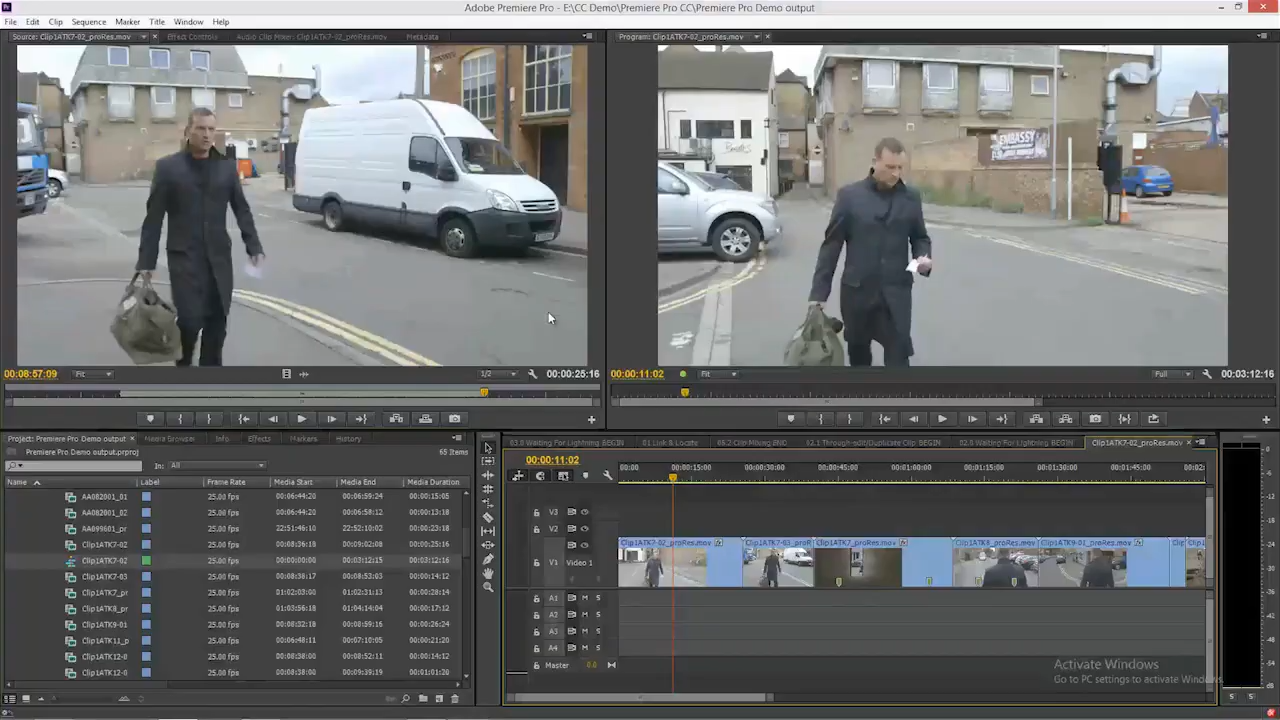 Adobe Premiere Pro - E:\CC Demo\Premiere Pro CC\Premiere Pro Demo output
File Edit Clip Sequence Marker Title Window Help
Source: Clip1ATK7-02_proRes.mov Effect Controls Audio Clip Mixer: Clip1ATK7-02_proRes.mov Metadata
Program: Clip1ATK7-02_proRes.mov
EMBASSY
00:08:57:09 Fit 1/2 00:00:25:16
00:00:11:02 Fit Full 00:03:12:16
Project: Premiere Pro Demo output Media Browser Info Effects Markers History
Premiere Pro Demo output.prproj 65 Items
In: All
Name Label Frame Rate Media Start Media End Media Duration
AA082001_01 25.00 fps 00:06:44:20 00:06:59:24 00:00:15:05
AA082001_02 25.00 fps 00:06:44:20 00:06:58:12 00:00:13:18
AA099601_pr 25.00 fps 22:51:46:10 22:52:10:02 00:00:23:18
Clip1ATK7-02 25.00 fps 00:08:36:18 00:09:02:08 00:00:25:16
Clip1ATK7-02 25.00 fps 00:00:00:00 00:03:12:15 00:03:12:16
Clip1ATK7-03 25.00 fps 00:08:38:17 00:08:53:03 00:00:14:12
Clip1ATK7_pr 25.00 fps 01:02:03:00 01:02:31:13 00:00:28:14
Clip1ATK8_pr 25.00 fps 01:03:56:18 01:04:14:04 00:00:17:12
Clip1ATK9-01 25.00 fps 00:08:32:18 00:08:59:16 00:00:26:24
Clip1ATK11_p 25.00 fps 00:06:48:11 00:07:10:05 00:00:21:20
Clip1ATK12-0 25.00 fps 00:08:38:12 00:08:52:11 00:00:14:00
Clip1ATK12-0 25.00 fps 00:08:38:12 00:09:39:19 00:01:01:20
03.0 Waiting For Lightning BEGIN 01 Link & Locate 06.2 Clip Mixing END 02.1 Through-edit/Duplicate Clip BEGIN 02.0 Waiting For Lightning BEGIN Clip1ATK7-02_proRes.mov
00:00:11:02
00:00 00:00:15:00 00:00:30:00 00:00:45:00 00:01:00:00 00:01:15:00 00:01:30:00 00:01:45:00 00:02:
V3
V2
Clip1ATK7-02_proRes.mov Clip1ATK7-03_proR Clip1ATK7_proRes.mov Clip1ATK8_proRes.mov Clip1ATK9-01_proRes.mov Clip1
V1 Video 1
A1 M S
A2 M S
A3 M S
A4 M S
Master 0.0
Activate Windows
Go to PC settings to activate Windows.
S S